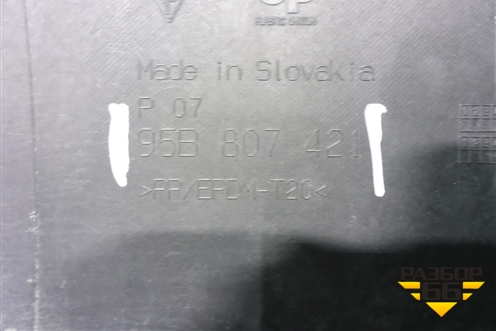 Made in Slovakia
P 07
95B 807 421
>PP/EPDM-T20<
РАЗБОР
66